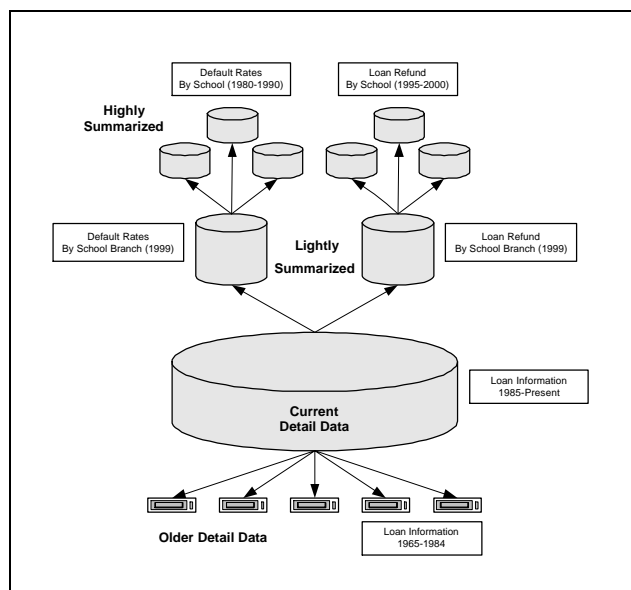 Default Rates
By School (1980-1990)
Loan Refund
By School (1995-2000)
Highly
Summarized
Default Rates
By School Branch (1999)
Lightly
Summarized
Loan Refund
By School Branch (1999)
Loan Information
1985-Present
Current
Detail Data
Older Detail Data
Loan Information
1965-1984